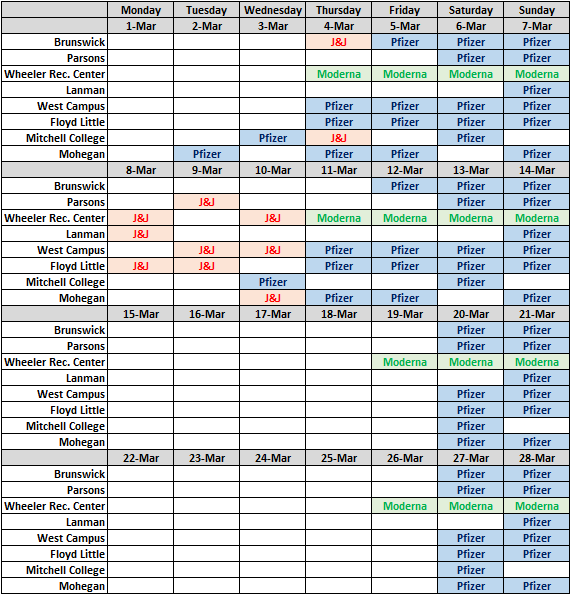 Monday Tuesday Wednesday Thursday Friday Saturday Sunday
1-Mar 2-Mar 3-Mar 4-Mar 5-Mar 6-Mar 7-Mar
Brunswick J&J Pfizer Pfizer Pfizer
Parsons Pfizer Pfizer
Wheeler Rec. Center Moderna Moderna Moderna Moderna
Lanman Pfizer
West Campus Pfizer Pfizer Pfizer Pfizer
Floyd Little Pfizer Pfizer Pfizer Pfizer
Mitchell College Pfizer J&J Pfizer
Mohegan Pfizer Pfizer Pfizer Pfizer
8-Mar 9-Mar 10-Mar 11-Mar 12-Mar 13-Mar 14-Mar
Brunswick Pfizer Pfizer Pfizer
Parsons J&J Pfizer Pfizer
Wheeler Rec. Center J&J J&J Moderna Moderna Moderna Moderna
Lanman J&J Pfizer
West Campus J&J J&J Pfizer Pfizer Pfizer Pfizer
Floyd Little J&J J&J Pfizer Pfizer Pfizer Pfizer
Mitchell College Pfizer Pfizer
Mohegan J&J Pfizer Pfizer Pfizer
15-Mar 16-Mar 17-Mar 18-Mar 19-Mar 20-Mar 21-Mar
Brunswick Pfizer Pfizer
Parsons Pfizer Pfizer
Wheeler Rec. Center Moderna Moderna Moderna
Lanman Pfizer
West Campus Pfizer Pfizer
Floyd Little Pfizer Pfizer
Mitchell College Pfizer
Mohegan Pfizer Pfizer
22-Mar 23-Mar 24-Mar 25-Mar 26-Mar 27-Mar 28-Mar
Brunswick Pfizer Pfizer
Parsons Pfizer Pfizer
Wheeler Rec. Center Moderna Moderna Moderna
Lanman Pfizer
West Campus Pfizer Pfizer
Floyd Little Pfizer Pfizer
Mitchell College Pfizer
Mohegan Pfizer Pfizer